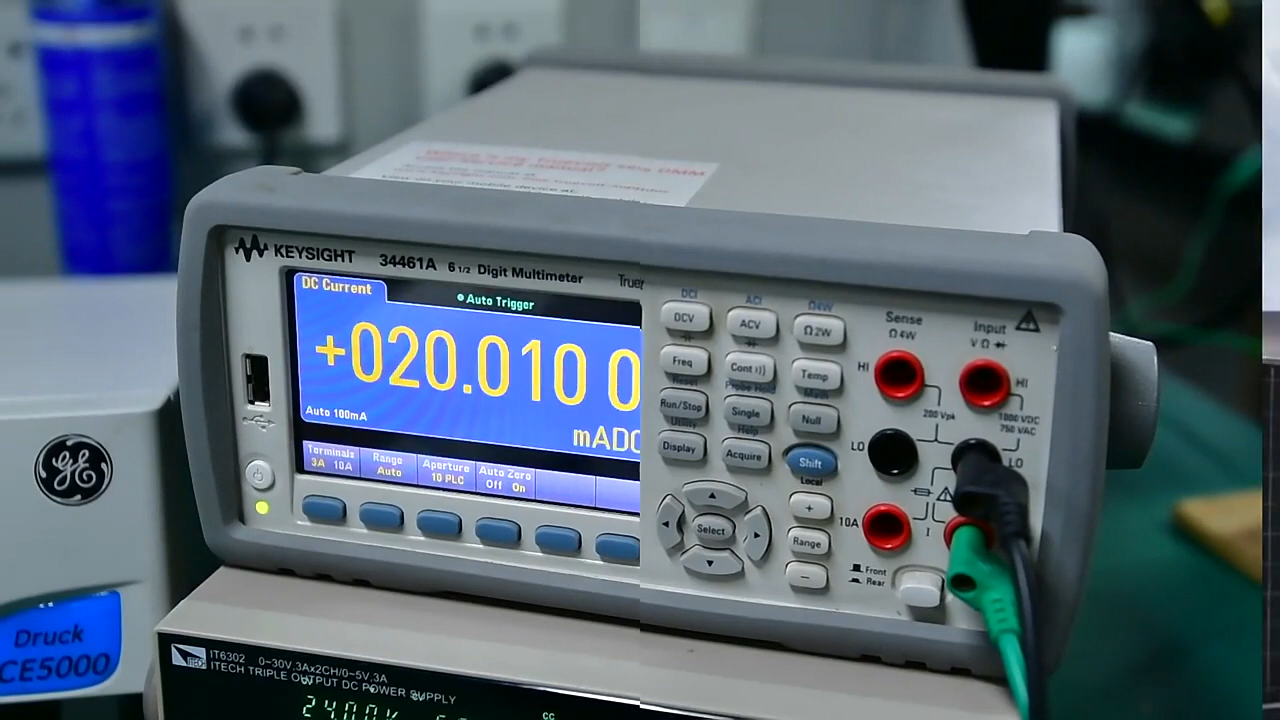 KEYSIGHT 34461A 6 1/2 Digit Multimeter
DC Current
Auto Trigger
+020.010 0
Auto 100mA
mADC
Terminals
3A 10A
Range
Auto
Aperture
10 PLC
Auto Zero
Off On
DCI ACI Ω4W
DCV ACV Ω2W
Freq Cont Temp
Run/Stop Single Null
Display Acquire Shift
Local
+
Select
Range
−
Sense
Ω4W
Input
VΩ
HI
HI
200 Vpk
1000 VDC
750 VAC
LO
LO
10A
I
Front
Rear
GE
Druck
CE5000
ITECH
IT6302 0~30V,3Ax2CH/0~5V,3A
ITECH TRIPLE OUTPUT DC POWER SUPPLY
CC